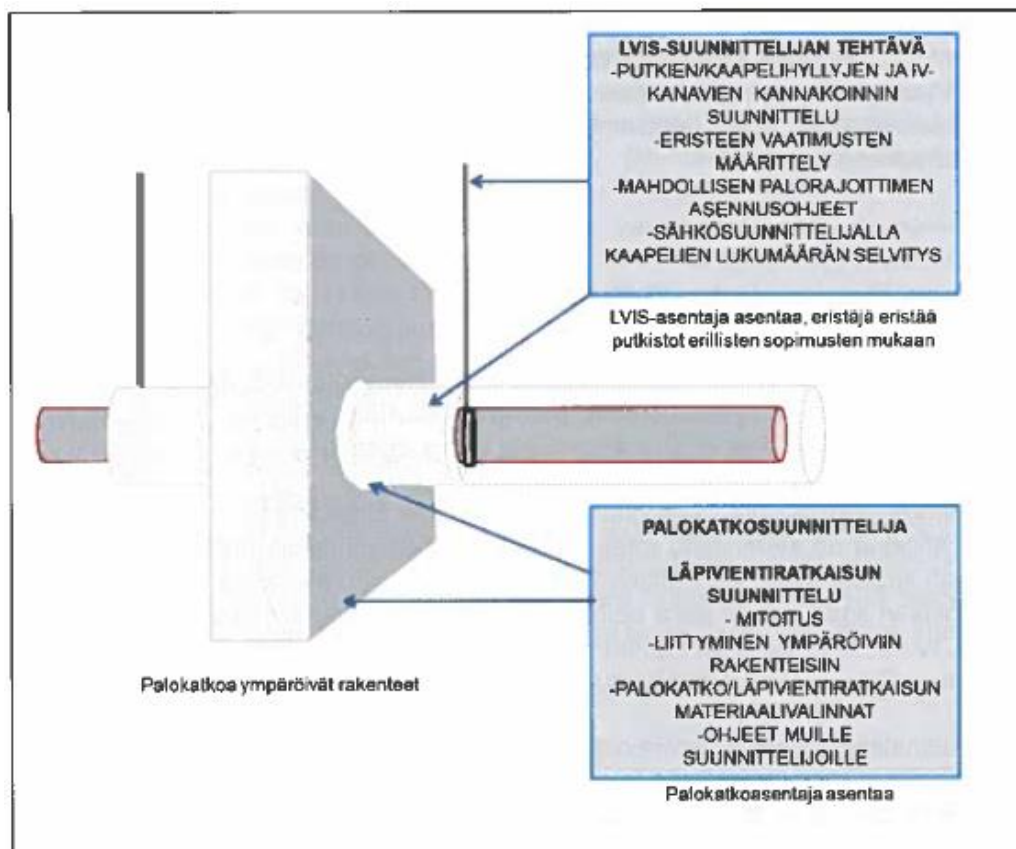 LVIS-SUUNNITTELIJAN TEHTÄVÄ
-PUTKIEN/KAAPELIHYLLYJEN JA IV-
KANAVIEN KANNAKOINNIN
SUUNNITTELU
-ERISTEEN VAATIMUSTEN
MÄÄRITTELY
-MAHDOLLISEN PALORAJOITTIMEN
ASENNUSOHJEET
-SÄHKÖSUUNNITTELIJALLA
KAAPELIEN LUKUMÄÄRÄN SELVITYS
LVIS-asentaja asentaa, eristäjä eristää
putkistot erillisten sopimusten mukaan
PALOKATKOSUUNNITTELIJA
LÄPIVIENTIRATKAISUN
SUUNNITTELU
- MITOITUS
-LIITTYMINEN YMPÄRÖIVIIN
RAKENTEISIIN
-PALOKATKO/LÄPIVIENTIRATKAISUN
MATERIAALIVALINNAT
-OHJEET MUILLE
SUUNNITTELIJOILLE
Palokatkoasentaja asentaa
Palokatkoa ympäröivät rakenteet